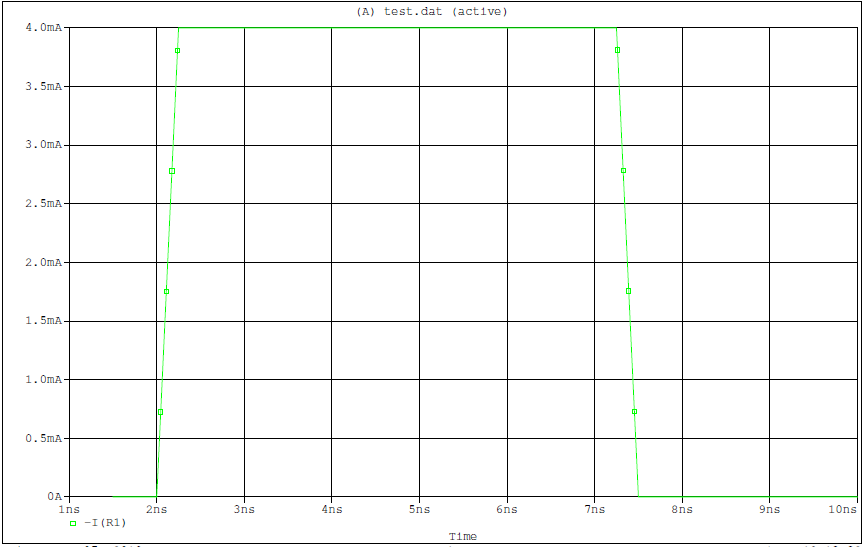 (A) test.dat (active)
4.0mA
3.5mA
3.0mA
2.5mA
2.0mA
1.5mA
1.0mA
0.5mA
0A
1ns 2ns 3ns 4ns 5ns 6ns 7ns 8ns 9ns 10ns
-I(R1)
Time